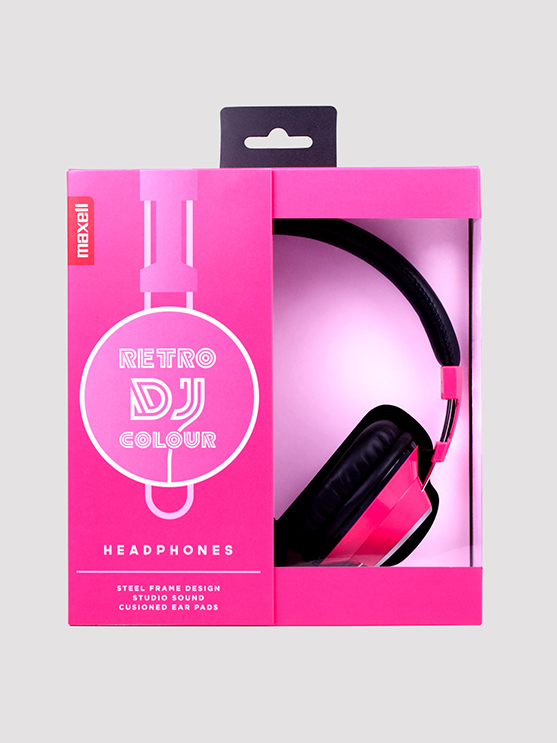 maxell
RETRO
DJ
COLOUR
HEADPHONES
STEEL FRAME DESIGN
STUDIO SOUND
CUSIONED EAR PADS